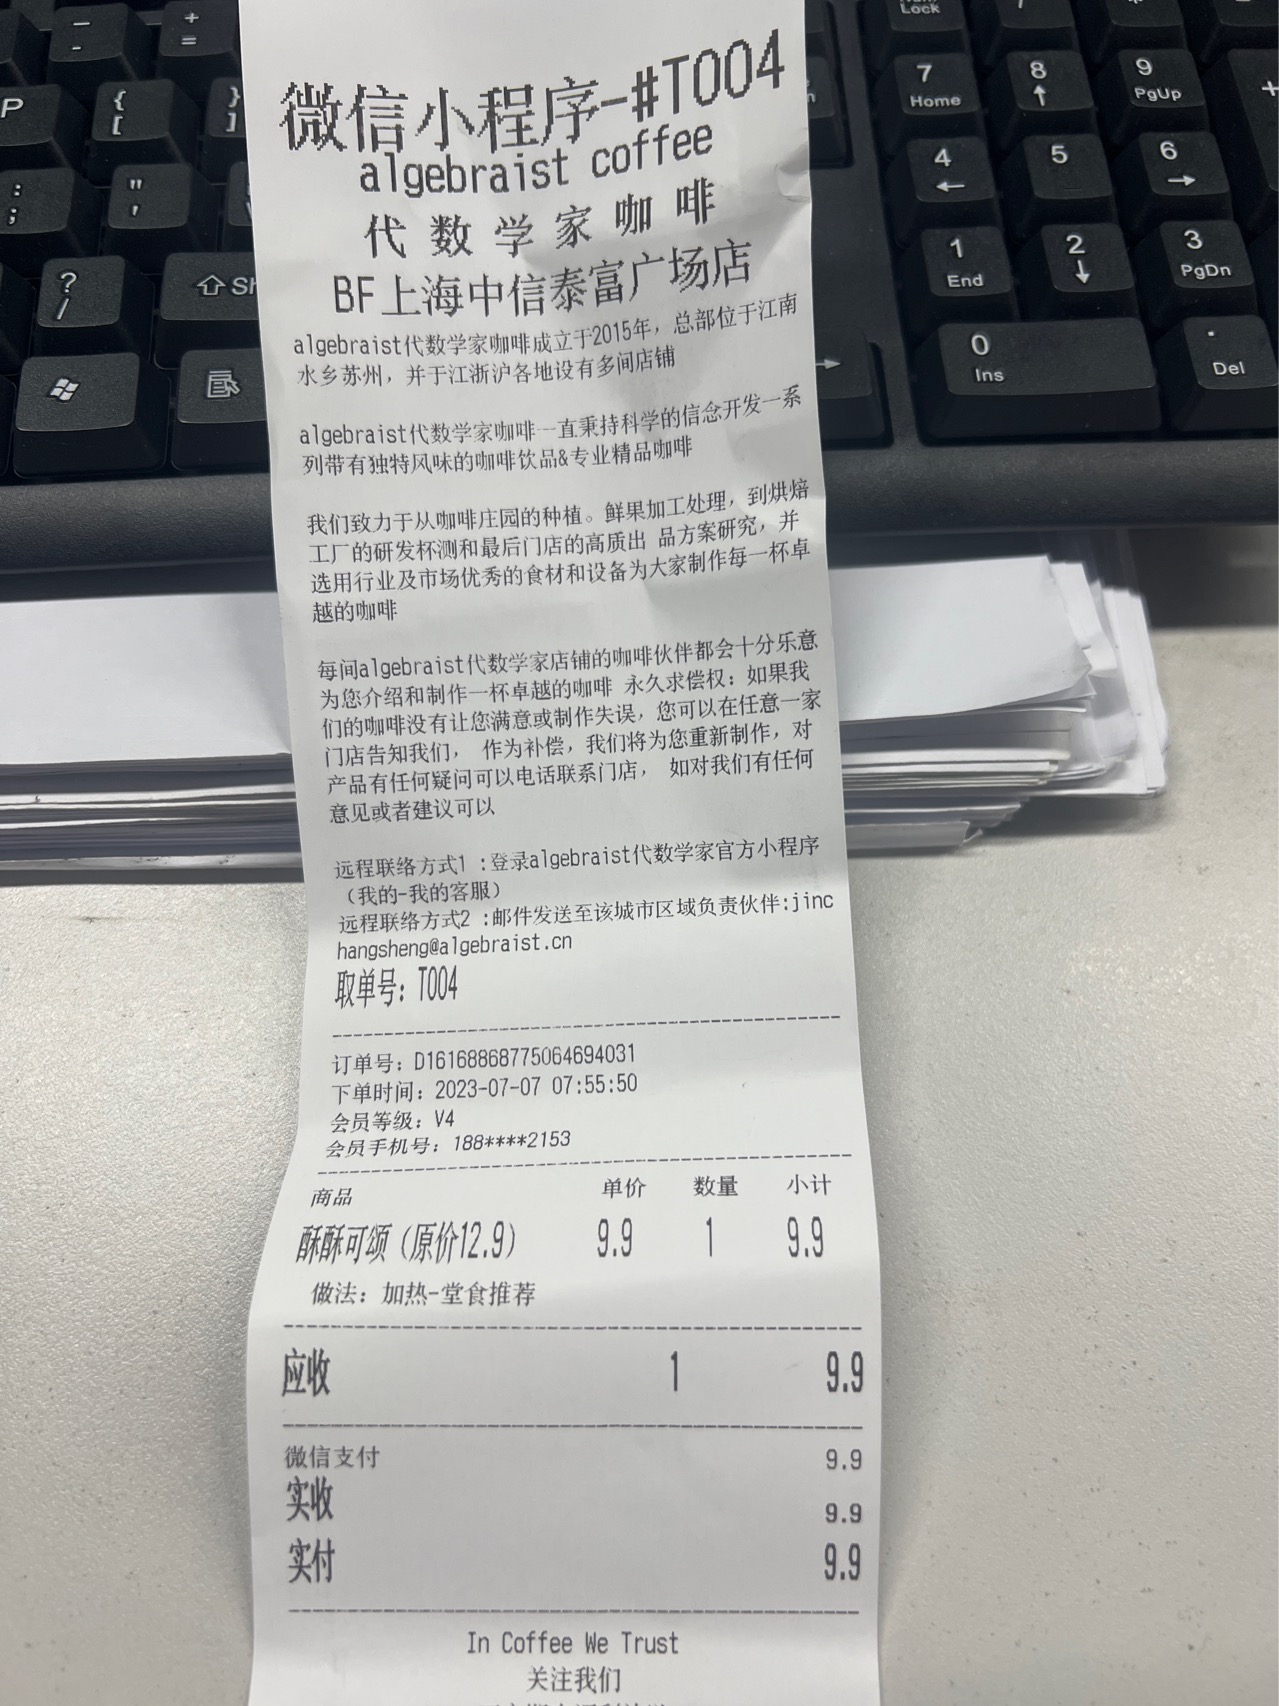 微信小程序-#T004
algebraist coffee
代数学家咖啡
BF上海中信泰富广场店
algebraist代数学家咖啡成立于2015年，总部位于江南
水乡苏州，并于江浙沪各地设有多间店铺
algebraist代数学家咖啡一直秉持科学的信念开发一系
列带有独特风味的咖啡饮品&专业精品咖啡
我们致力于从咖啡庄园的种植。鲜果加工处理，到烘焙
工厂的研发杯测和最后门店的高质出 品方案研究，并
选用行业及市场优秀的食材和设备为大家制作每一杯卓
越的咖啡
每间algebraist代数学家店铺的咖啡伙伴都会十分乐意
为您介绍和制作一杯卓越的咖啡 永久求偿权：如果我
们的咖啡没有让您满意或制作失误，您可以在任意一家
门店告知我们， 作为补偿，我们将为您重新制作，对
产品有任何疑问可以电话联系门店， 如对我们有任何
意见或者建议可以
远程联络方式1 :登录algebraist代数学家官方小程序
（我的-我的客服）
远程联络方式2 :邮件发送至该城市区域负责伙伴:jinc
hangsheng@algebraist.cn
取单号：T004
订单号：D16168868775064694031
下单时间：2023-07-07 07:55:50
会员等级：V4
会员手机号：188****2153
商品 单价 数量 小计
酥酥可颂（原价12.9） 9.9 1 9.9
做法：加热-堂食推荐
应收 1 9.9
微信支付 9.9
实收 9.9
实付 9.9
In Coffee We Trust
关注我们
P
{ [
} ]
- -
+ =
: ;
" '
? /
Sh
Lock
7 Home
8
9 PgUp
+
4
5
6
1 End
2
3 PgDn
0 Ins
. Del